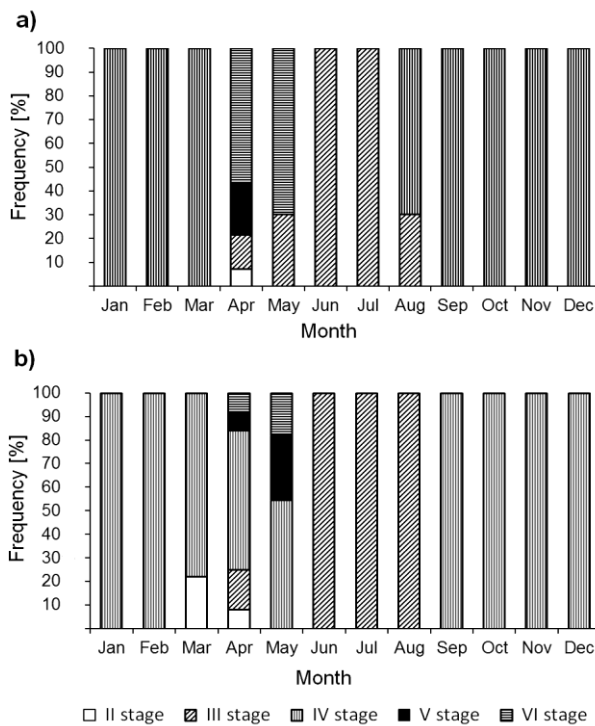 a)
Frequency [%]
100
90
80
70
60
50
40
30
20
10
Jan Feb Mar Apr May Jun Jul Aug Sep Oct Nov Dec
Month
b)
Frequency [%]
100
90
80
70
60
50
40
30
20
10
Jan Feb Mar Apr May Jun Jul Aug Sep Oct Nov Dec
Month
II stage III stage IV stage V stage VI stage